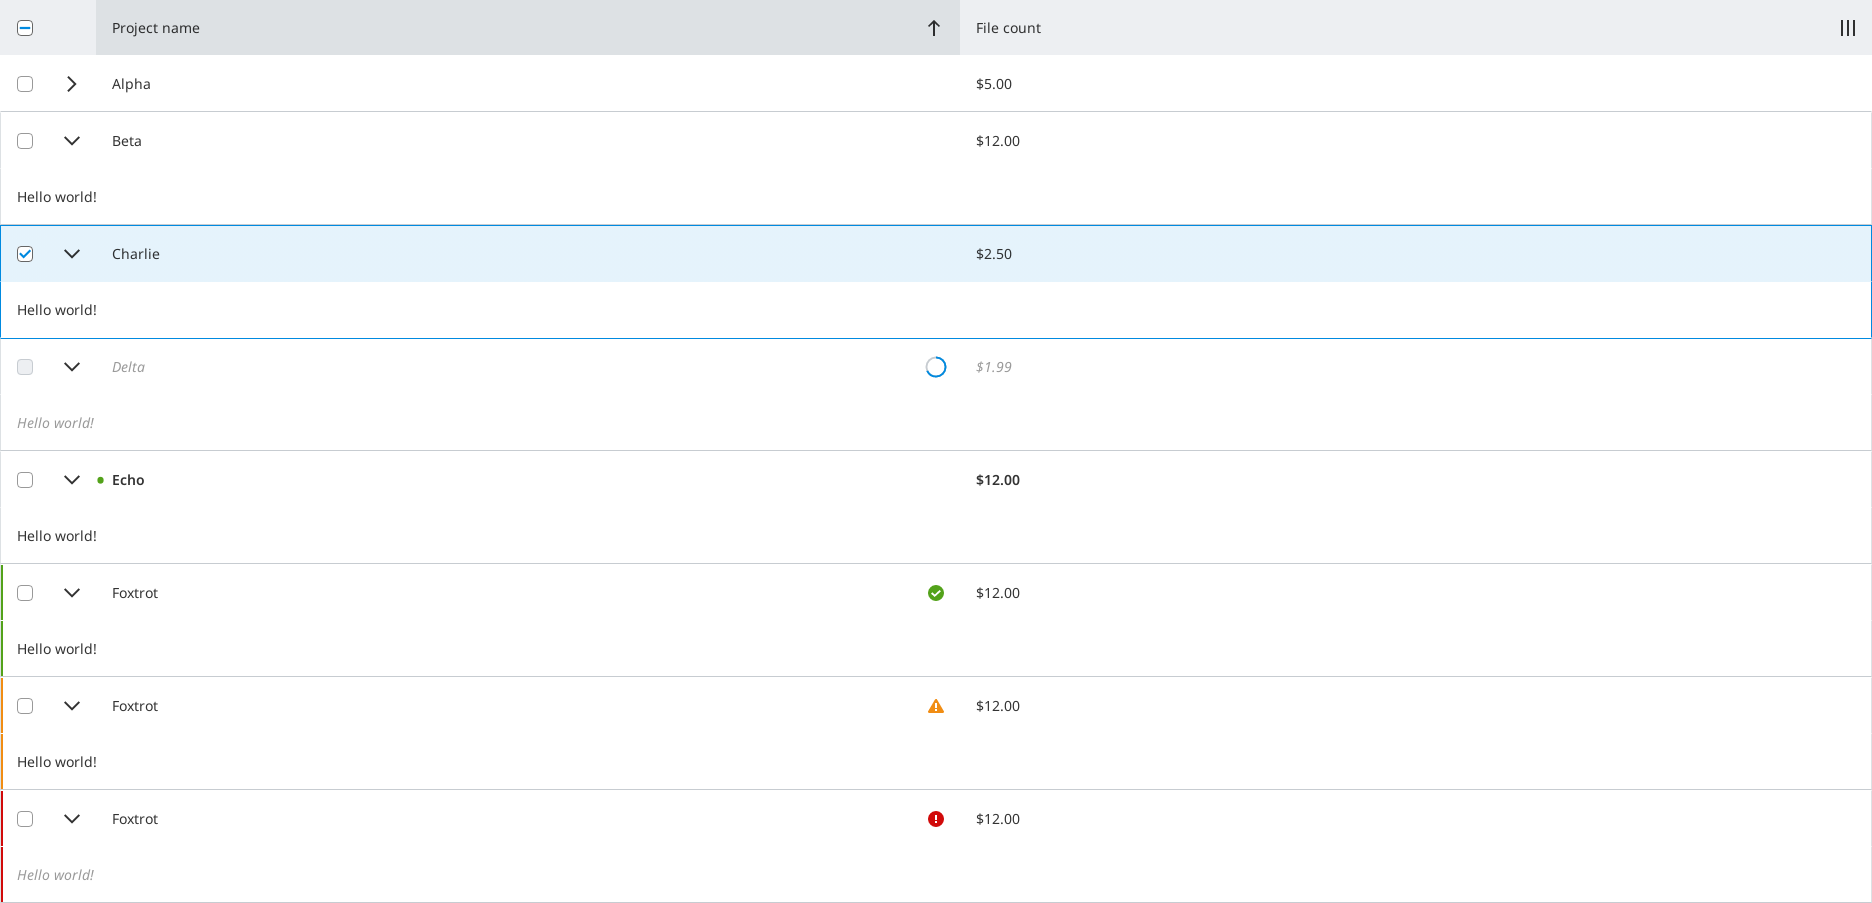 Project name File count
Alpha $5.00
Beta $12.00
Hello world!
Charlie $2.50
Hello world!
Delta $1.99
Hello world!
Echo $12.00
Hello world!
Foxtrot $12.00
Hello world!
Foxtrot $12.00
Hello world!
Foxtrot $12.00
Hello world!